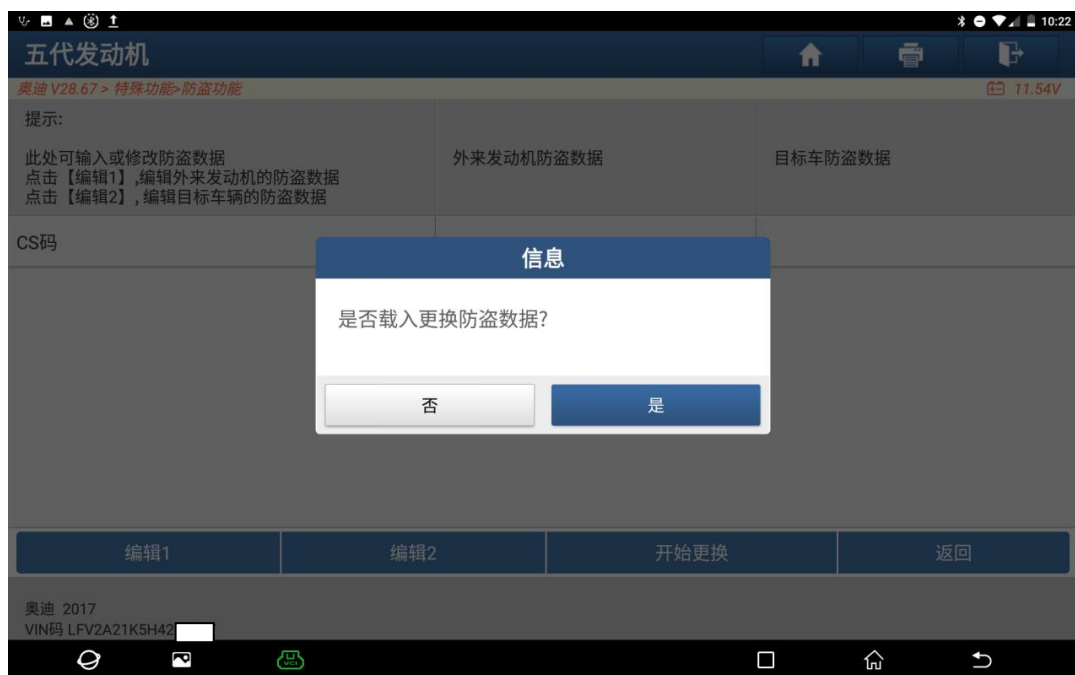 10:22
五代发动机
奥迪 V28.67 > 特殊功能>防盗功能
11.54V
提示:
此处可输入或修改防盗数据
点击【编辑1】,编辑外来发动机的防盗数据
点击【编辑2】, 编辑目标车辆的防盗数据
外来发动机防盗数据
目标车防盗数据
CS码
信息
是否载入更换防盗数据?
否
是
编辑1
编辑2
开始更换
返回
奥迪 2017
VIN码 LFV2A21K5H42
VCI